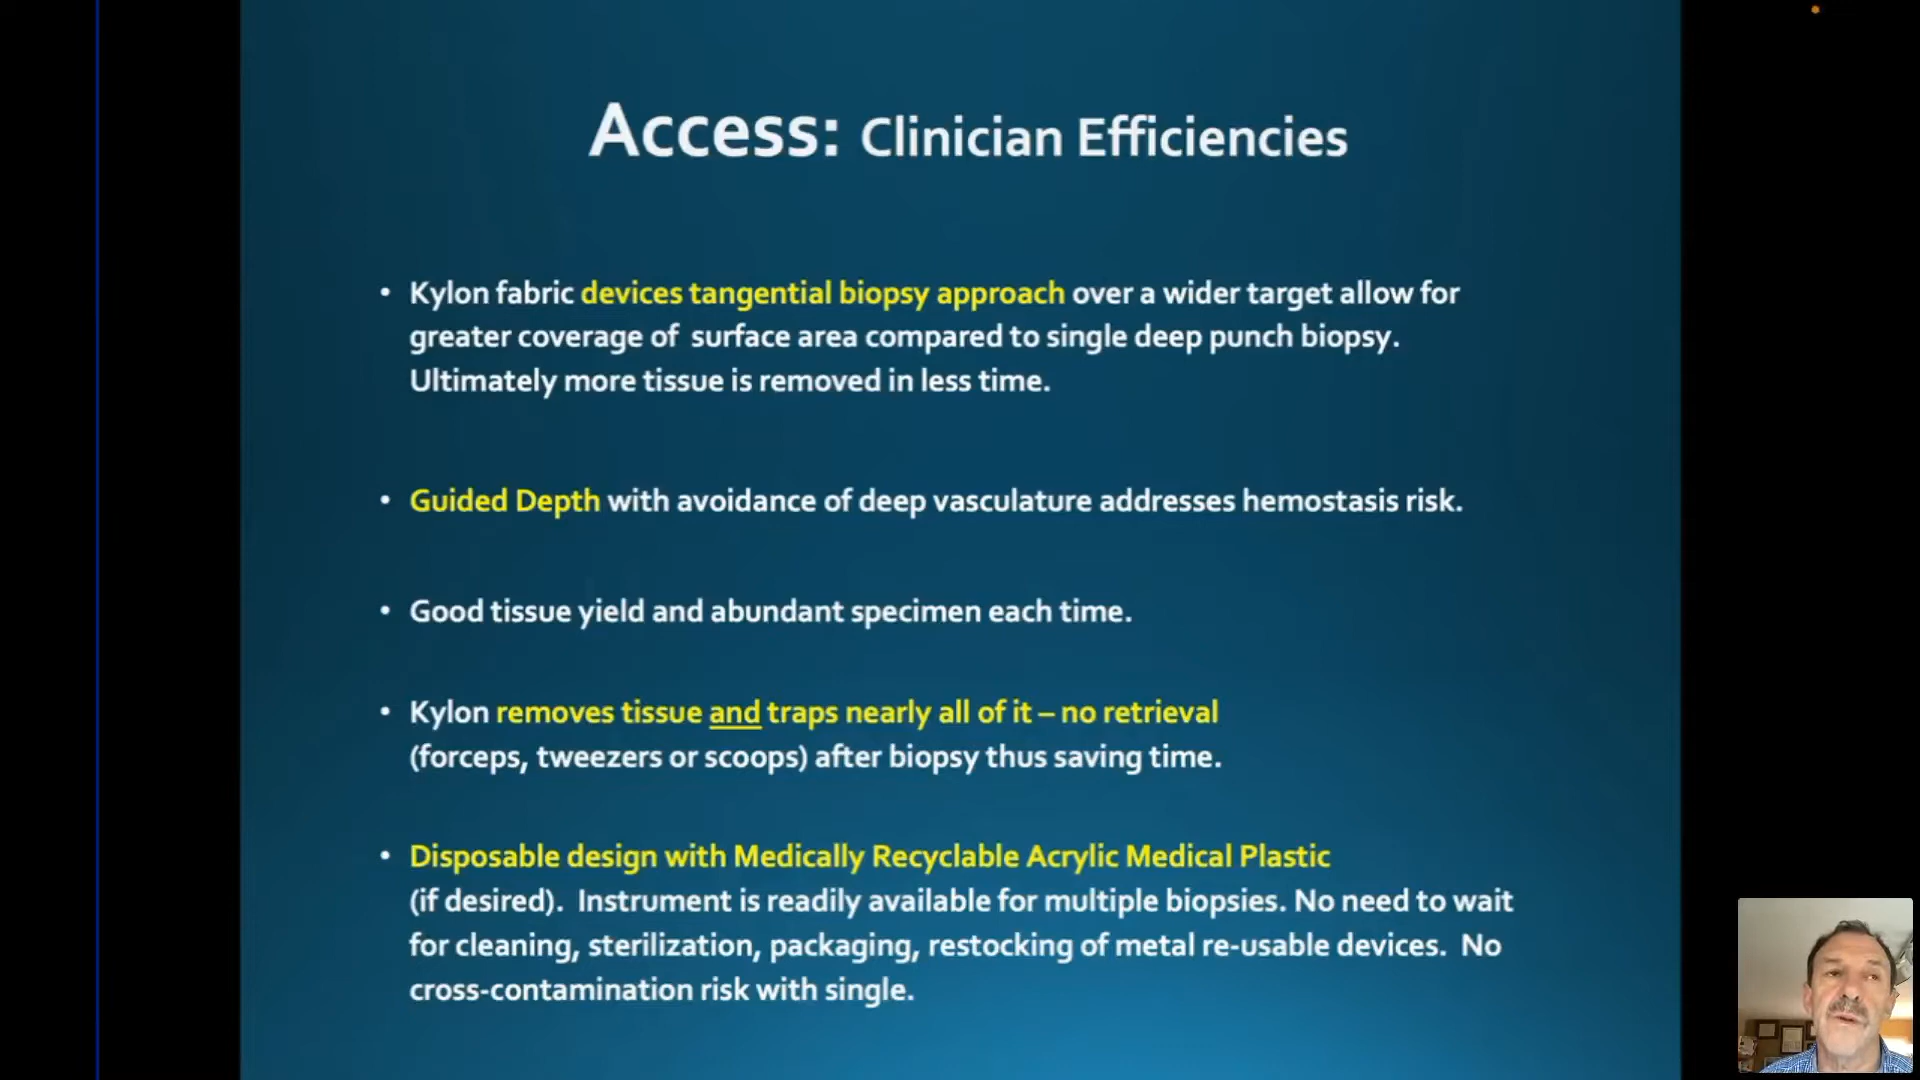 Access: Clinician Efficiencies
• Kylon fabric devices tangential biopsy approach over a wider target allow for
greater coverage of surface area compared to single deep punch biopsy.
Ultimately more tissue is removed in less time.
• Guided Depth with avoidance of deep vasculature addresses hemostasis risk.
• Good tissue yield and abundant specimen each time.
• Kylon removes tissue and traps nearly all of it – no retrieval
(forceps, tweezers or scoops) after biopsy thus saving time.
• Disposable design with Medically Recyclable Acrylic Medical Plastic
(if desired). Instrument is readily available for multiple biopsies. No need to wait
for cleaning, sterilization, packaging, restocking of metal re-usable devices. No
cross-contamination risk with single.